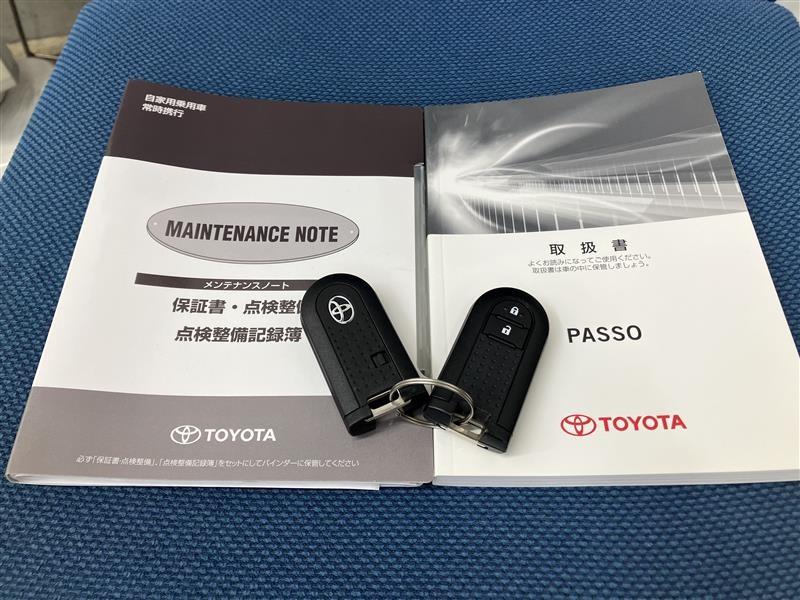 自家用乗用車
常時携行
MAINTENANCE NOTE
メンテナンスノート
保証書・点検整備
点検整備記録簿
TOYOTA
必ず「保証書・点検整備」、「点検整備記録簿」をセットにしてバインダーに保管してください
取扱書
よくお読みになってご使用ください。
取扱書は車の中に保管しましょう。
PASSO
TOYOTA